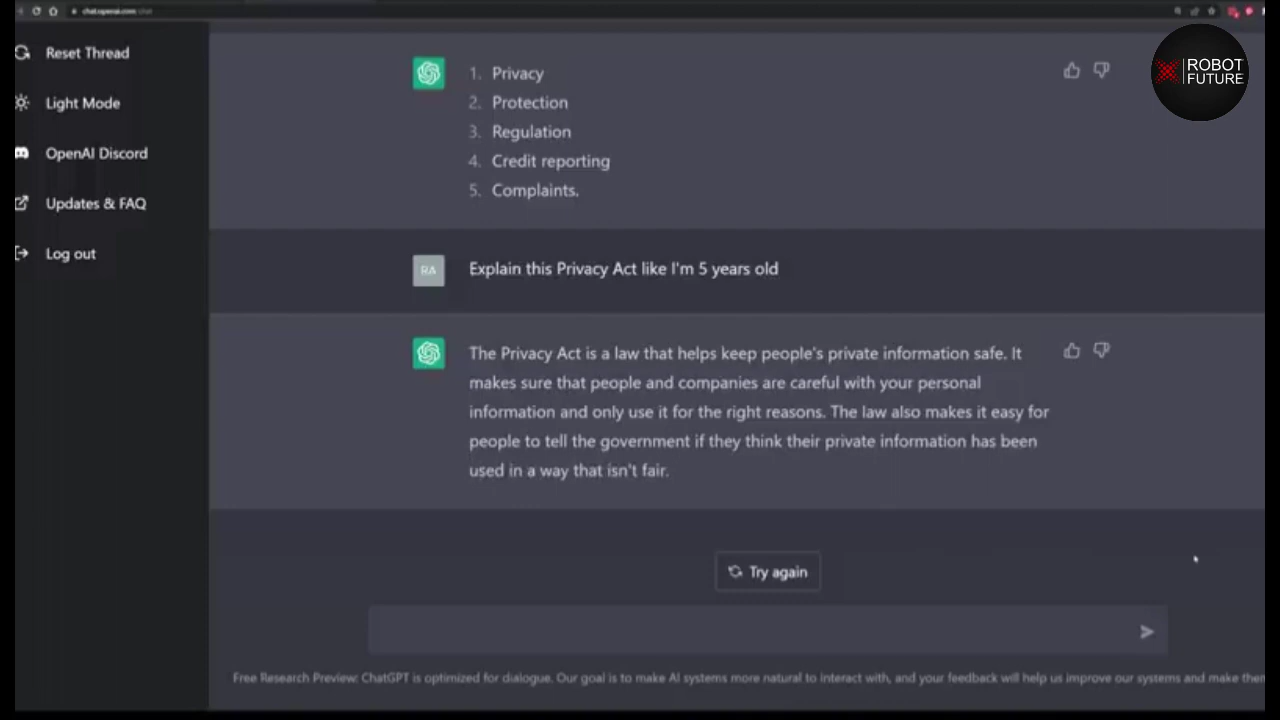 chat.openai.com/chat
Reset Thread
Light Mode
OpenAI Discord
Updates & FAQ
Log out
ROBOT
FUTURE
1. Privacy
2. Protection
3. Regulation
4. Credit reporting
5. Complaints.
RA
Explain this Privacy Act like I'm 5 years old
The Privacy Act is a law that helps keep people's private information safe. It
makes sure that people and companies are careful with your personal
information and only use it for the right reasons. The law also makes it easy for
people to tell the government if they think their private information has been
used in a way that isn't fair.
Try again
Free Research Preview: ChatGPT is optimized for dialogue. Our goal is to make AI systems more natural to interact with, and your feedback will help us improve our systems and make